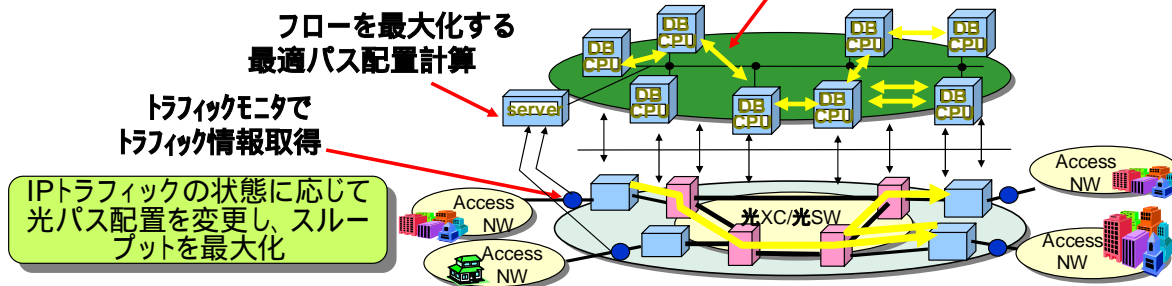 フローを最大化する
最適パス配置計算
トラフィックモニタで
トラフィック情報取得
IPトラフィックの状態に応じて
光パス配置を変更し、スルー
プットを最大化
server
DB
CPU
DB
CPU
DB
CPU
DB
CPU
DB
CPU
DB
CPU
DB
CPU
DB
CPU
DB
CPU
Access
NW
Access
NW
光XC/光SW
Access
NW
Access
NW